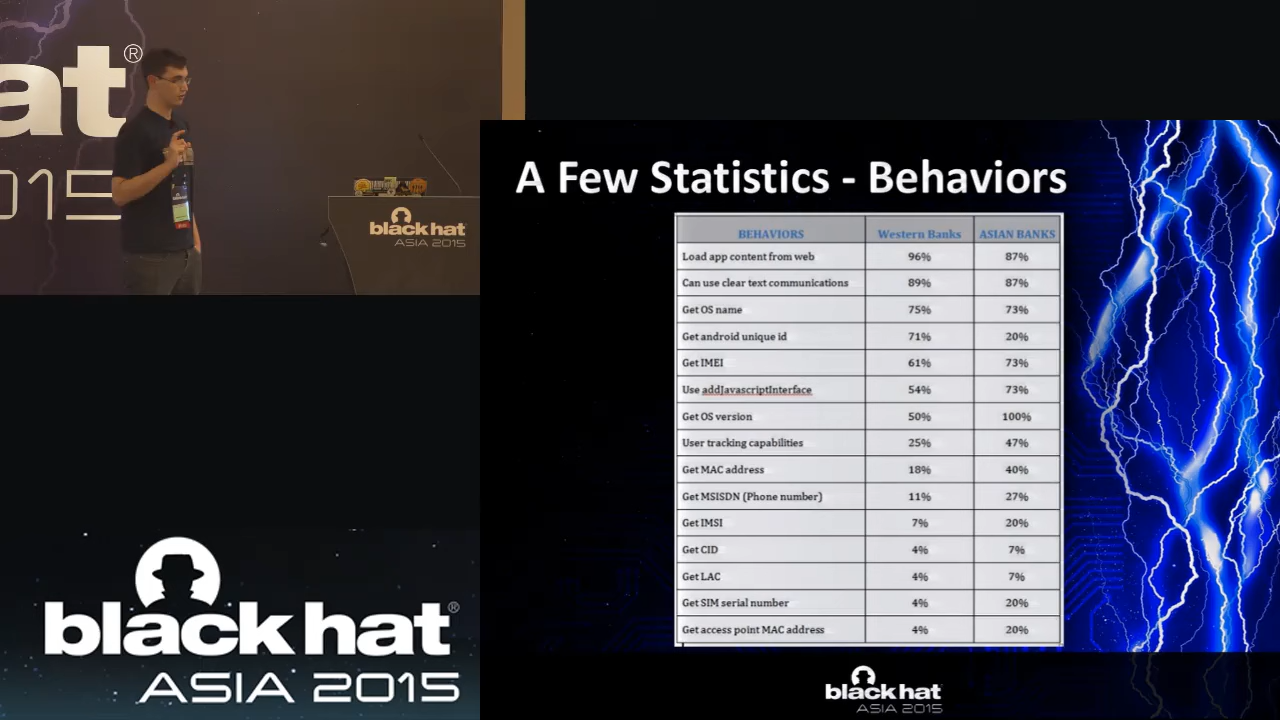 at®
015
black hat
ASIA 2015
A Few Statistics - Behaviors
BEHAVIORS Western Banks ASIAN BANKS
Load app content from web 96% 87%
Can use clear text communications 89% 87%
Get OS name 75% 73%
Get android unique id 71% 20%
Get IMEI 61% 73%
Use addJavascriptInterface 54% 73%
Get OS version 50% 100%
User tracking capabilities 25% 47%
Get MAC address 18% 40%
Get MSISDN (Phone number) 11% 27%
Get IMSI 7% 20%
Get CID 4% 7%
Get LAC 4% 7%
Get SIM serial number 4% 20%
Get access point MAC address 4% 20%
black hat®
ASIA 2015
black hat
ASIA 2015